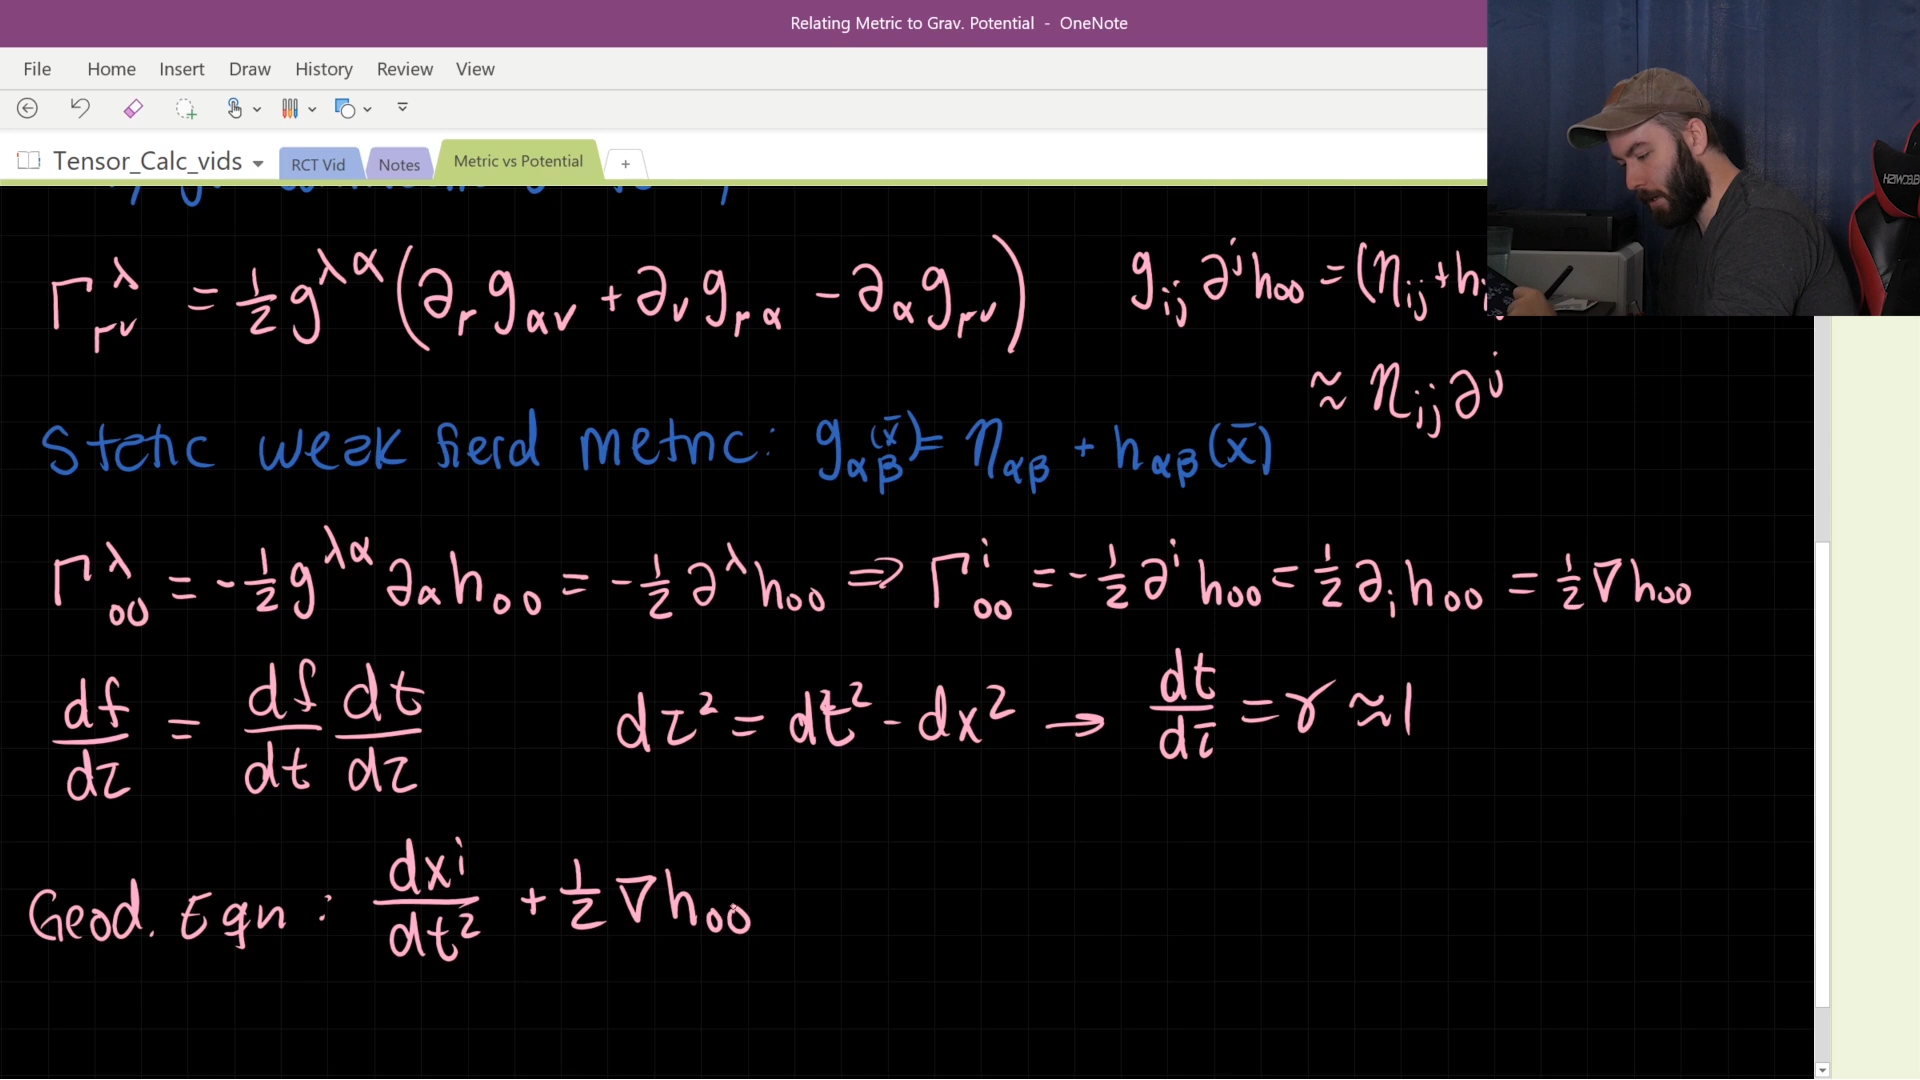 Relating Metric to Grav. Potential - OneNote
File Home Insert Draw History Review View
Tensor_Calc_vids RCT Vid Notes Metric vs Potential +
Γ^λ_μν = 1/2 g^λα (∂_μ g_αν + ∂_ν g_μα - ∂_α g_μν)
g_ij ∂^j h_00 = (η_ij + h
≈ η_ij ∂^j
Static weak field metric: g_αβ(x̄) = η_αβ + h_αβ(x̄)
Γ^λ_00 = -1/2 g^λα ∂_α h_00 = -1/2 ∂^λ h_00 ⇒ Γ^i_00 = -1/2 ∂^i h_00 = 1/2 ∂_i h_00 = 1/2 ∇h_00
df/dτ = df/dt dt/dτ
dτ² = dt² - dx² → dt/dτ = γ ≈ 1
Geod. Eqn : dxi/dt² + 1/2 ∇h_00